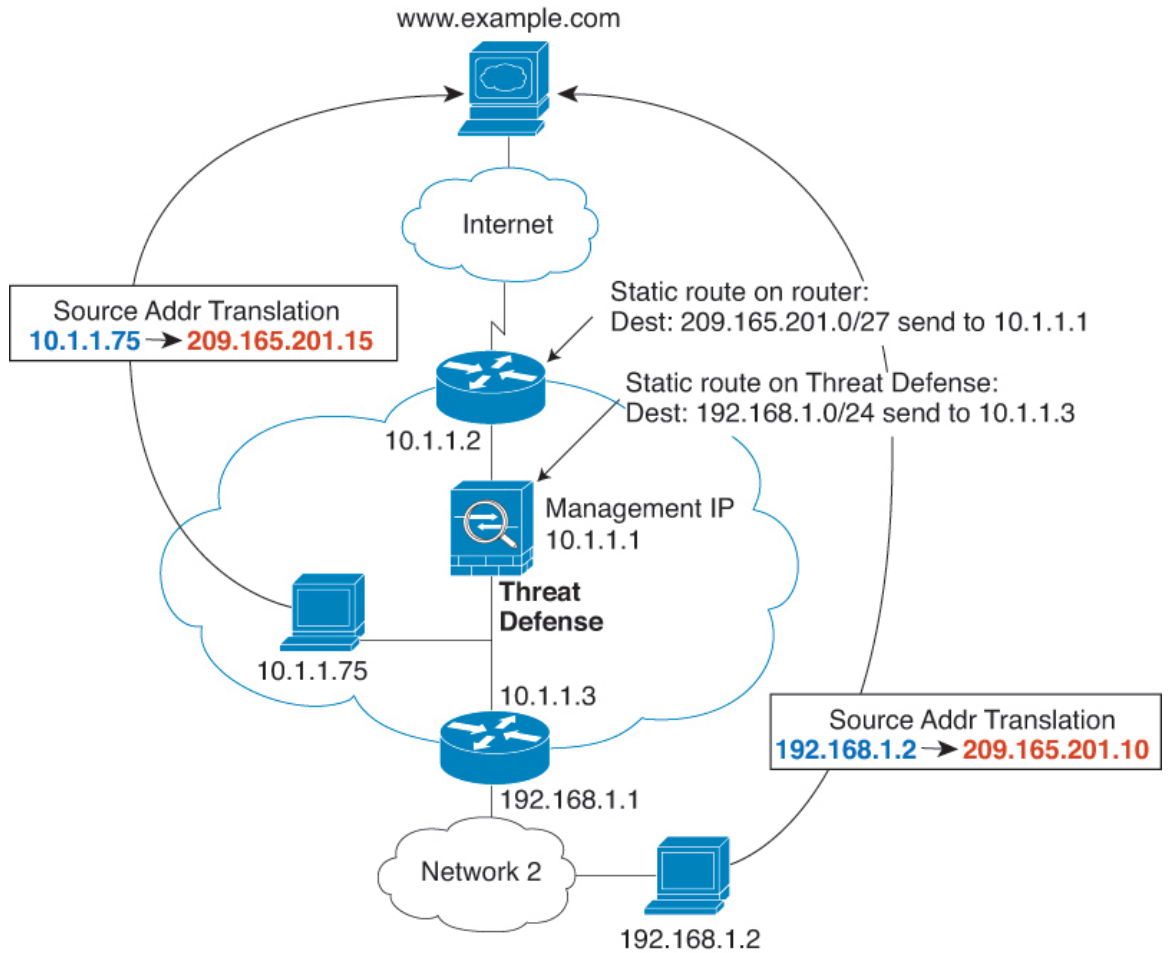 www.example.com
Internet
Source Addr Translation
10.1.1.75 → 209.165.201.15
Static route on router:
Dest: 209.165.201.0/27 send to 10.1.1.1
Static route on Threat Defense:
Dest: 192.168.1.0/24 send to 10.1.1.3
10.1.1.2
Management IP
10.1.1.1
Threat
Defense
10.1.1.75
10.1.1.3
Source Addr Translation
192.168.1.2 → 209.165.201.10
192.168.1.1
Network 2
192.168.1.2